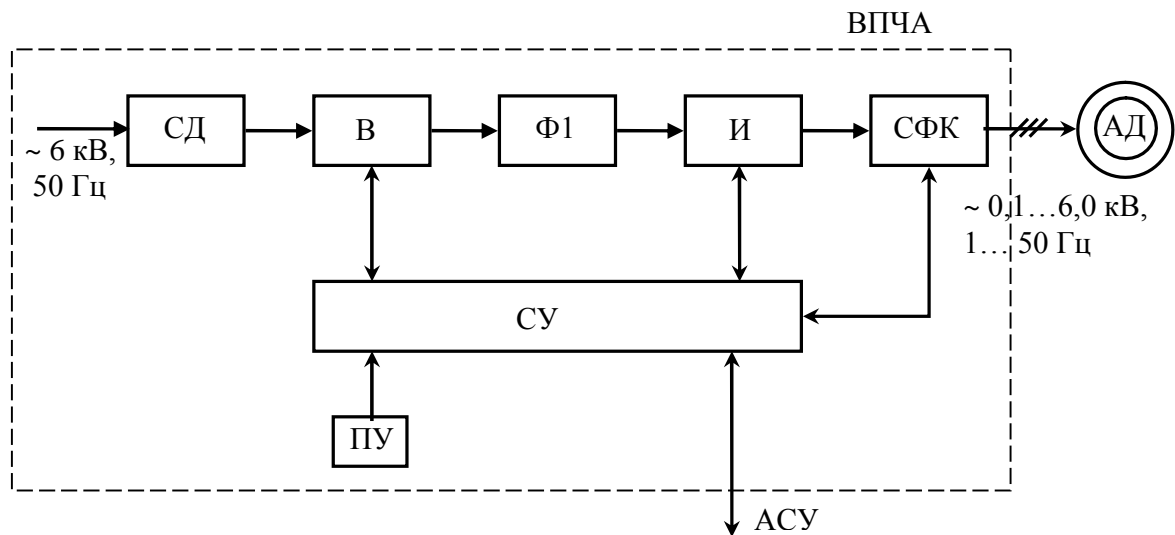 ВПЧА
СД
В
Ф1
И
СФК
АД
~ 6 кВ,
50 Гц
~ 0,1…6,0 кВ,
1… 50 Гц
СУ
ПУ
АСУ